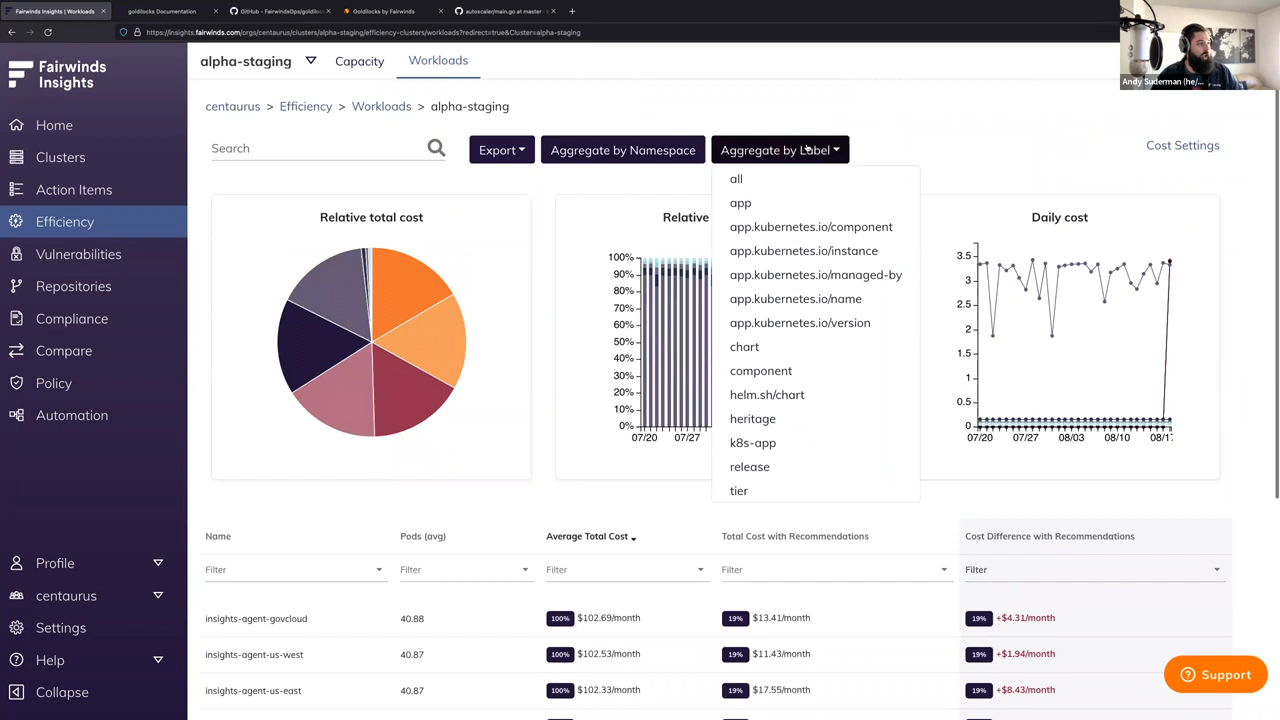 Fairwinds Insights | Workloads
goldilocks Documentation
GitHub - FairwindsOps/goldiloc
Goldilocks by Fairwinds
autoscaler/main.go at master
https://insights.fairwinds.com/orgs/centaurus/clusters/alpha-staging/efficiency-clusters/workloads?redirect=true&Cluster=alpha-staging
Andy Suderman (he/...
Fairwinds
Insights
Home
Clusters
Action Items
Efficiency
Vulnerabilities
Repositories
Compliance
Compare
Policy
Automation
Profile
centaurus
Settings
Help
Collapse
alpha-staging
Capacity
Workloads
centaurus > Efficiency > Workloads > alpha-staging
Search
Export
Aggregate by Namespace
Aggregate by Label
Cost Settings
all
app
app.kubernetes.io/component
app.kubernetes.io/instance
app.kubernetes.io/managed-by
app.kubernetes.io/name
app.kubernetes.io/version
chart
component
helm.sh/chart
heritage
k8s-app
release
tier
Relative total cost
Relative
100%
90%
80%
70%
60%
50%
40%
30%
20%
10%
0%
07/20 07/27
Daily cost
3.5
3
2.5
2
1.5
1
0.5
0
07/20 07/27 08/03 08/10 08/17
Name Pods (avg) Average Total Cost Total Cost with Recommendations Cost Difference with Recommendations
Filter Filter Filter Filter Filter
insights-agent-govcloud 40.88 100% $102.69/month 19% $13.41/month 19% +$4.31/month
insights-agent-us-west 40.87 100% $102.53/month 19% $11.43/month 19% +$1.94/month
insights-agent-us-east 40.87 100% $102.33/month 19% $17.55/month 19% +$8.43/month
Support